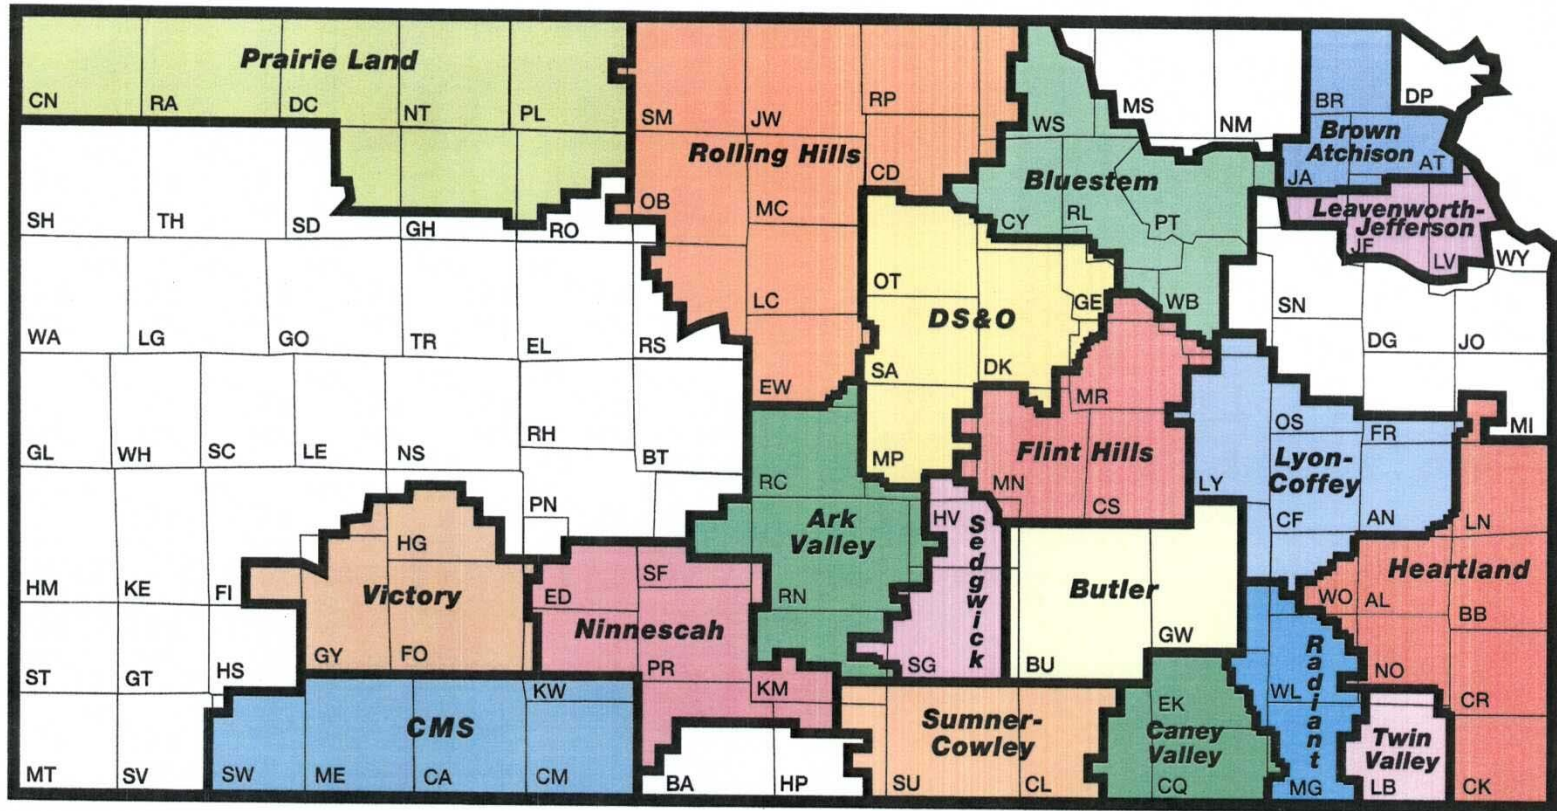 Prairie Land
CN
RA
DC
NT
PL
SM
JW
RP
WS
MS
NM
BR
DP
Rolling Hills
CD
Bluestem
Brown
Atchison
JA
AT
Leavenworth-
Jefferson
JF
LV
WY
SH
TH
SD
GH
RO
OB
MC
CY
RL
PT
WA
LG
GO
TR
EL
RS
LC
OT
DS&O
GE
WB
SN
DG
JO
EW
SA
DK
MR
GL
WH
SC
LE
NS
RH
BT
RC
MP
MN
Flint Hills
CS
LY
OS
FR
MI
Lyon-
Coffey
CF
AN
LN
PN
Ark
Valley
HV
Sedgwick
HM
KE
FI
HG
Victory
ED
SF
Ninnescah
RN
Butler
GW
WO
AL
Heartland
BB
ST
GT
HS
GY
FO
PR
KM
SG
BU
EK
WL
Radiant
NO
CR
KW
CMS
Sumner-
Cowley
Caney
Valley
Twin
Valley
MT
SV
SW
ME
CA
CM
BA
HP
SU
CL
CQ
MG
LB
CK